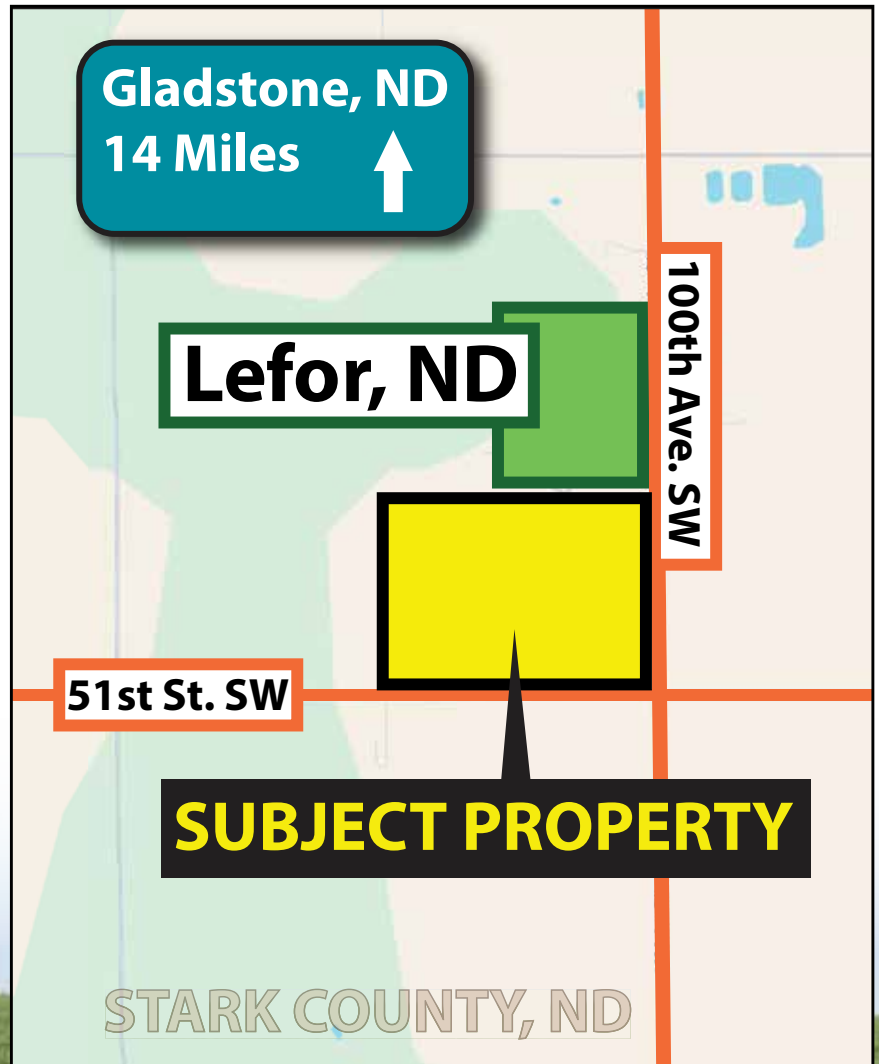 Gladstone, ND
14 Miles
Lefor, ND
100th Ave. SW
51st St. SW
SUBJECT PROPERTY
STARK COUNTY, ND